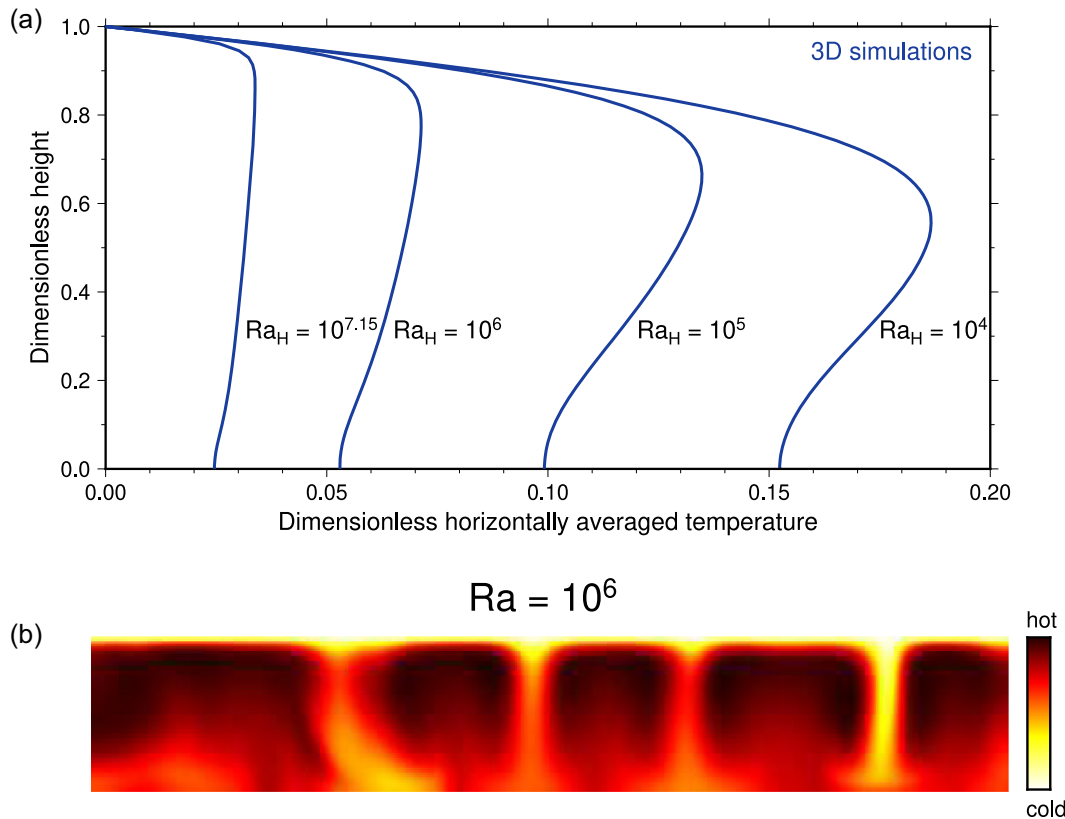 (a)
3D simulations
1.0
0.8
0.6
0.4
0.2
0.0
Dimensionless height
Ra_H = 10^7.15
Ra_H = 10^6
Ra_H = 10^5
Ra_H = 10^4
0.00
0.05
0.10
0.15
0.20
Dimensionless horizontally averaged temperature
Ra = 10^6
(b)
hot
cold